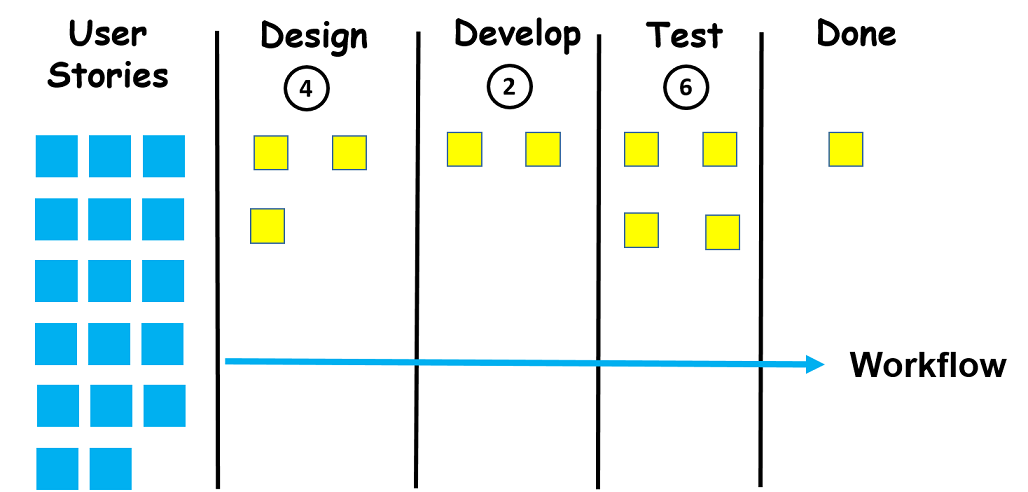 User
Stories
Design
4
Develop
2
Test
6
Done
Workflow